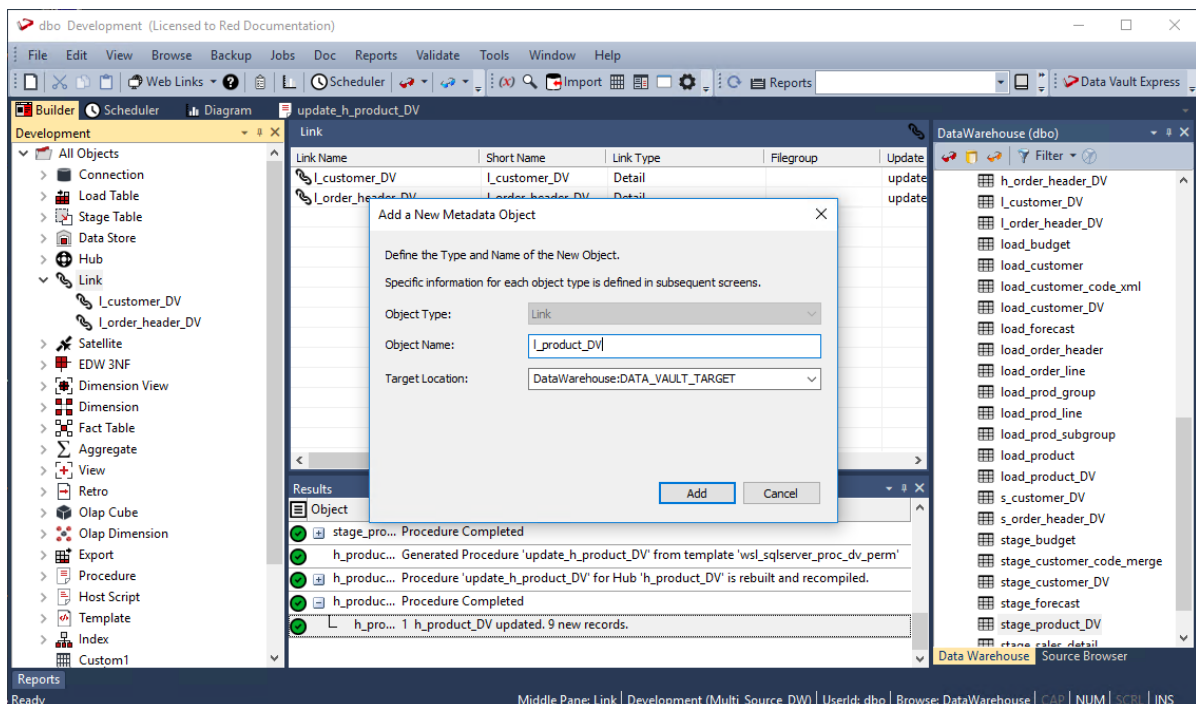 dbo Development (Licensed to Red Documentation)
File Edit View Browse Backup Jobs Doc Reports Validate Tools Window Help
Web Links Scheduler (x) Import Reports Data Vault Express
Builder Scheduler Diagram update_h_product_DV
Development
All Objects
Connection
Load Table
Stage Table
Data Store
Hub
Link
l_customer_DV
l_order_header_DV
Satellite
EDW 3NF
Dimension View
Dimension
Fact Table
Aggregate
View
Retro
Olap Cube
Olap Dimension
Export
Procedure
Host Script
Template
Index
Custom1
Link
Link Name Short Name Link Type Filegroup Update
l_customer_DV l_customer_DV Detail update
l_order_header_DV l_order_header_DV Detail update
Add a New Metadata Object
Define the Type and Name of the New Object.
Specific information for each object type is defined in subsequent screens.
Object Type: Link
Object Name: l_product_DV
Target Location: DataWarehouse:DATA_VAULT_TARGET
Add Cancel
Results
Object
stage_pro... Procedure Completed
h_produc... Generated Procedure 'update_h_product_DV' from template 'wsl_sqlserver_proc_dv_perm'
h_produc... Procedure 'update_h_product_DV' for Hub 'h_product_DV' is rebuilt and recompiled.
h_produc... Procedure Completed
h_pro... 1 h_product_DV updated. 9 new records.
DataWarehouse (dbo)
Filter
h_order_header_DV
l_customer_DV
l_order_header_DV
load_budget
load_customer
load_customer_code_xml
load_customer_DV
load_forecast
load_order_header
load_order_line
load_prod_group
load_prod_line
load_prod_subgroup
load_product
load_product_DV
s_customer_DV
s_order_header_DV
stage_budget
stage_customer_code_merge
stage_customer_DV
stage_forecast
stage_product_DV
stage_sales_detail
Data Warehouse Source Browser
Reports
Ready Middle Pane: Link Development (Multi_Source_DW) UserId: dbo Browse: DataWarehouse CAP NUM SCRL INS